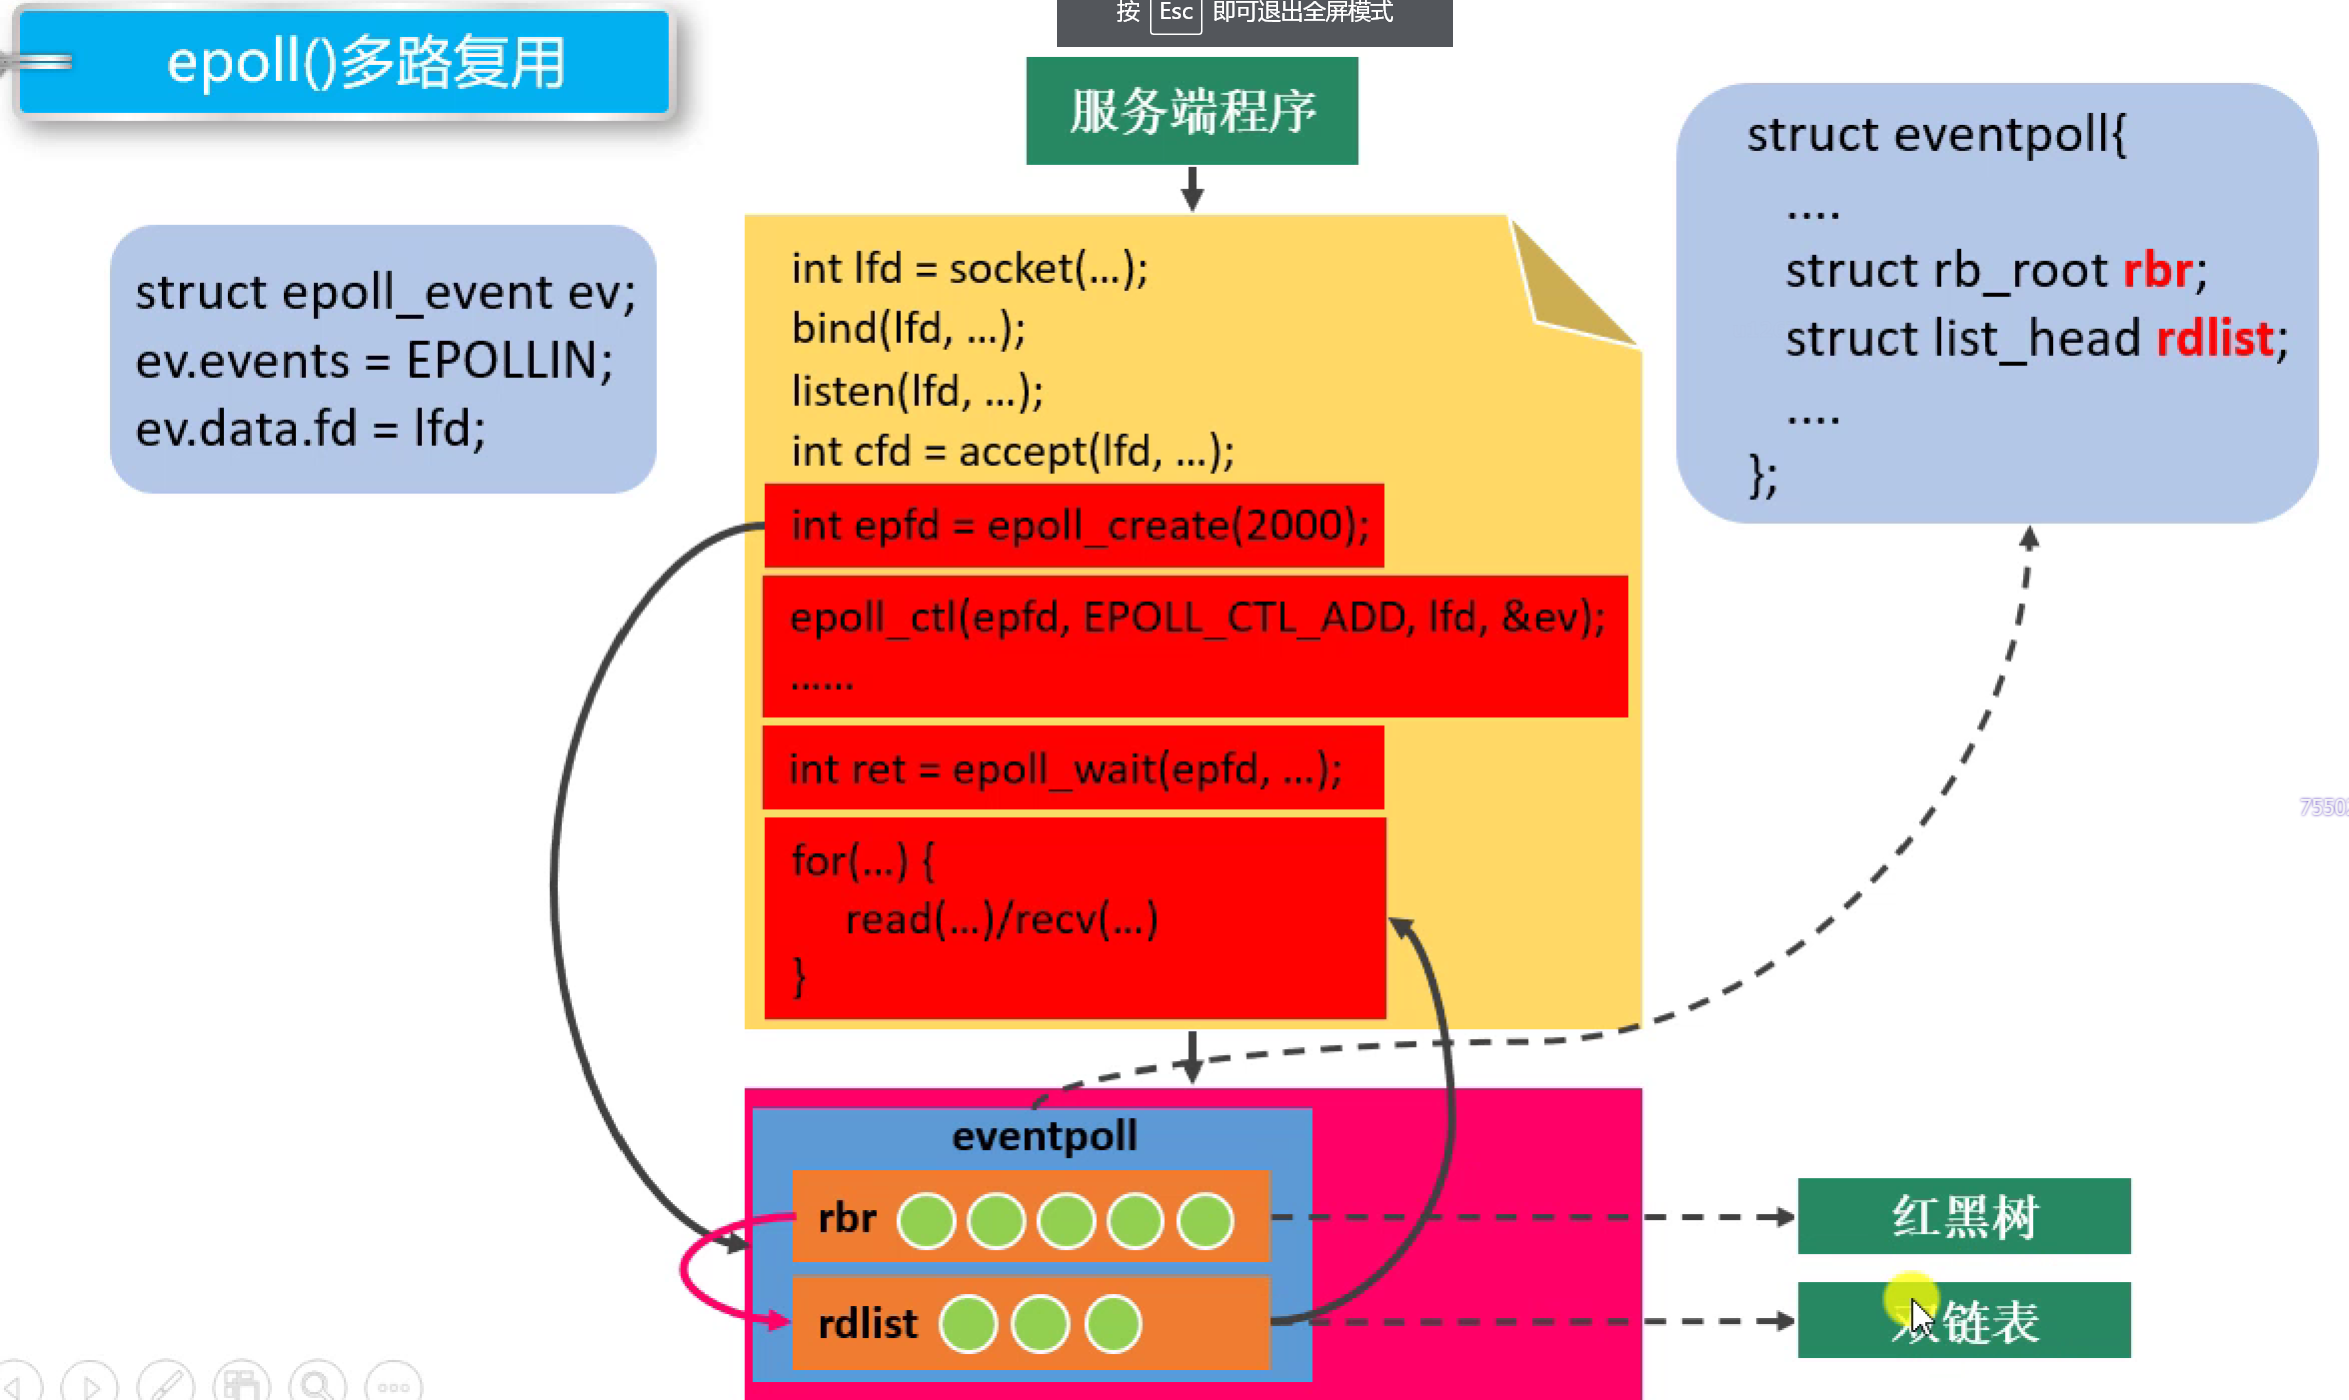 按 Esc 即可退出全屏模式
epoll()多路复用
服务端程序
struct epoll_event ev;
ev.events = EPOLLIN;
ev.data.fd = lfd;
int lfd = socket(...);
bind(lfd, ...);
listen(lfd, ...);
int cfd = accept(lfd, ...);
int epfd = epoll_create(2000);
epoll_ctl(epfd, EPOLL_CTL_ADD, lfd, &ev);
......
int ret = epoll_wait(epfd, ...);
for(...) {
read(...)/recv(...)
}
struct eventpoll{
....
struct rb_root rbr;
struct list_head rdlist;
....
};
eventpoll
rbr
rdlist
红黑树
双链表